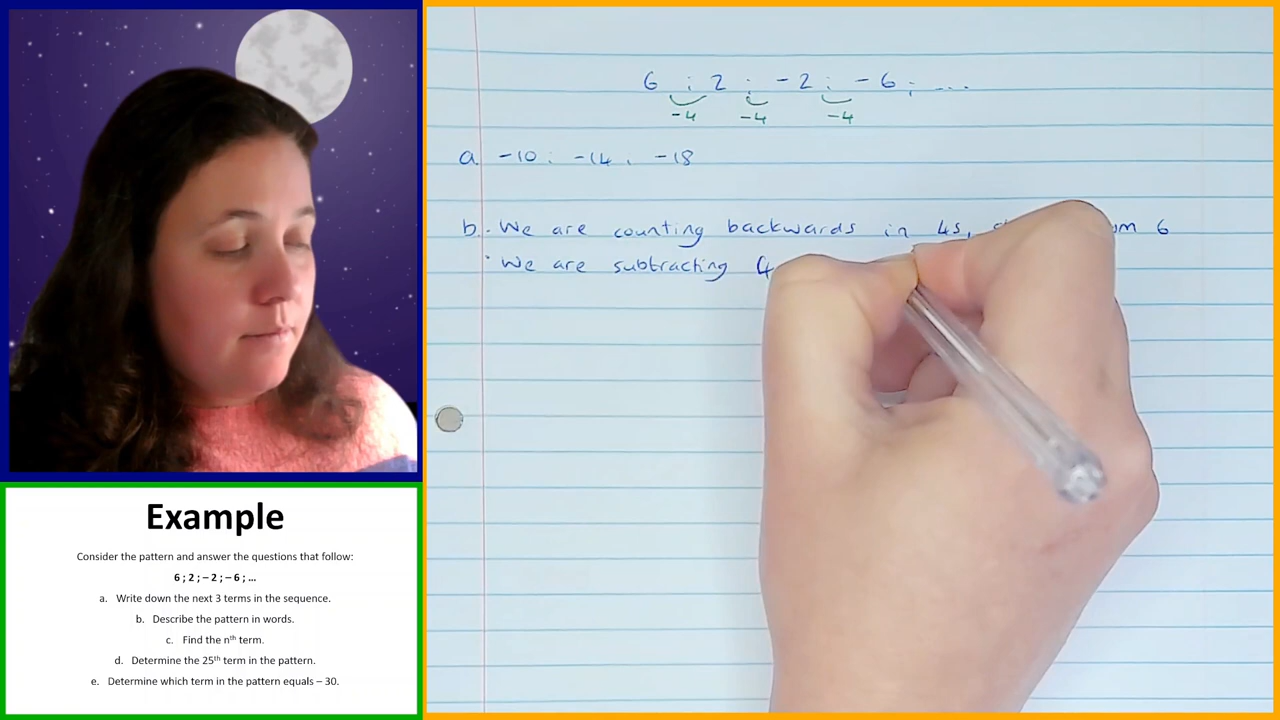 6 ; 2 ; -2 ; -6 ; ...
-4 -4 -4
a. -10 ; -14 ; -18
b. · We are counting backwards in 4s, 6
· We are subtracting 4
Example
Consider the pattern and answer the questions that follow:
6 ; 2 ; – 2 ; – 6 ; ...
a. Write down the next 3 terms in the sequence.
b. Describe the pattern in words.
c. Find the nth term.
d. Determine the 25th term in the pattern.
e. Determine which term in the pattern equals – 30.